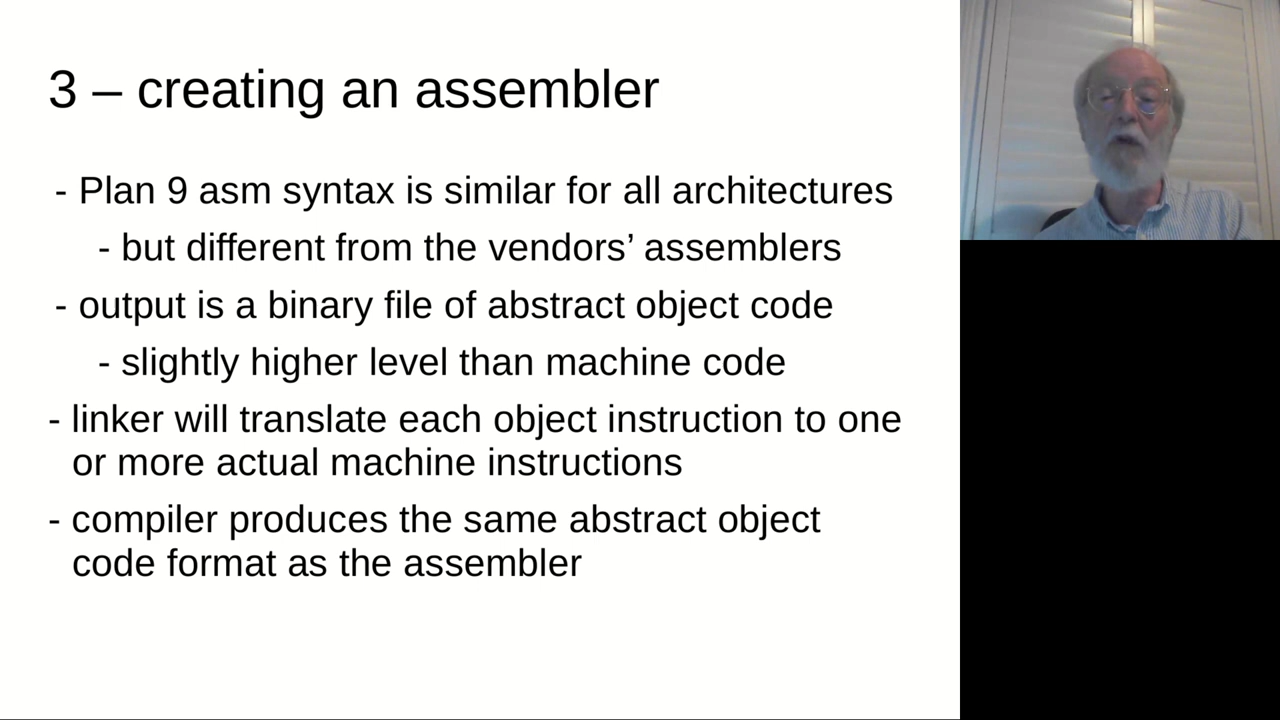 3 – creating an assembler
- Plan 9 asm syntax is similar for all architectures
- but different from the vendors’ assemblers
- output is a binary file of abstract object code
- slightly higher level than machine code
- linker will translate each object instruction to one
or more actual machine instructions
- compiler produces the same abstract object
code format as the assembler